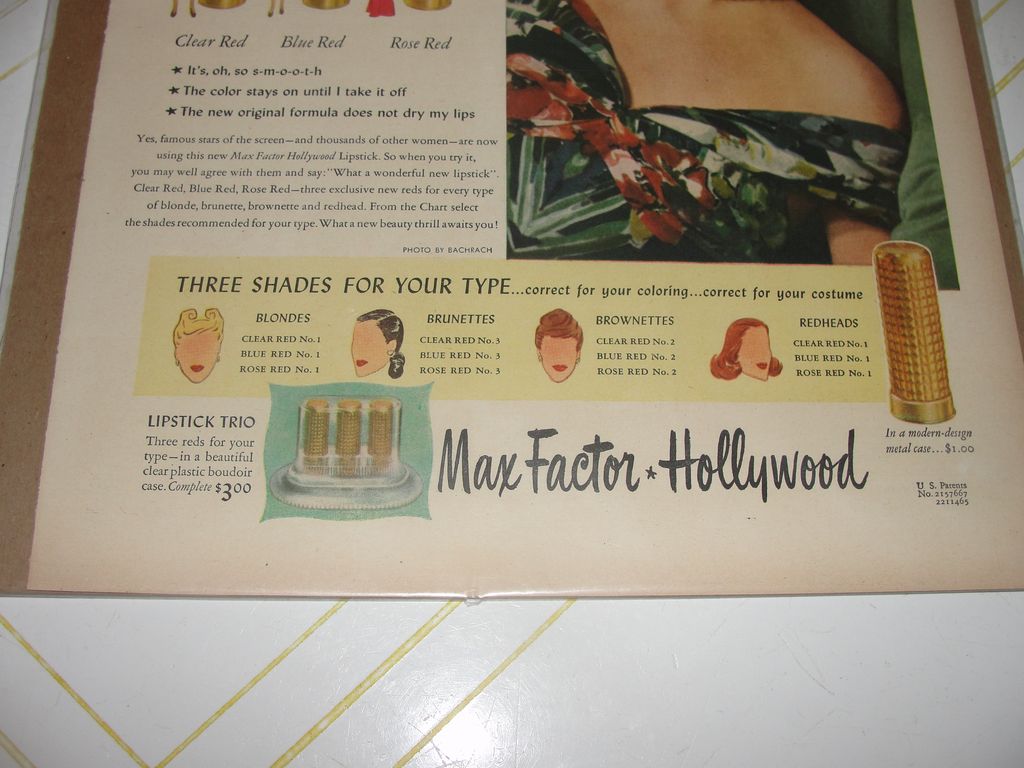 Clear Red Blue Red Rose Red
★ It's, oh, so s-m-o-o-t-h
★ The color stays on until I take it off
★ The new original formula does not dry my lips
Yes, famous stars of the screen—and thousands of other women—are now
using this new Max Factor Hollywood Lipstick. So when you try it,
you may well agree with them and say: "What a wonderful new lipstick".
Clear Red, Blue Red, Rose Red—three exclusive new reds for every type
of blonde, brunette, brownette and redhead. From the Chart select
the shades recommended for your type. What a new beauty thrill awaits you!
PHOTO BY BACHRACH
THREE SHADES FOR YOUR TYPE...correct for your coloring...correct for your costume
BLONDES
CLEAR RED No. 1
BLUE RED No. 1
ROSE RED No. 1
BRUNETTES
CLEAR RED No. 3
BLUE RED No. 3
ROSE RED No. 3
BROWNETTES
CLEAR RED No. 2
BLUE RED No. 2
ROSE RED No. 2
REDHEADS
CLEAR RED No. 1
BLUE RED No. 1
ROSE RED No. 1
LIPSTICK TRIO
Three reds for your
type—in a beautiful
clear plastic boudoir
case. Complete $3.00
Max Factor ★ Hollywood
In a modern-design
metal case...$1.00
U. S. Patents
No. 2157667
2211465